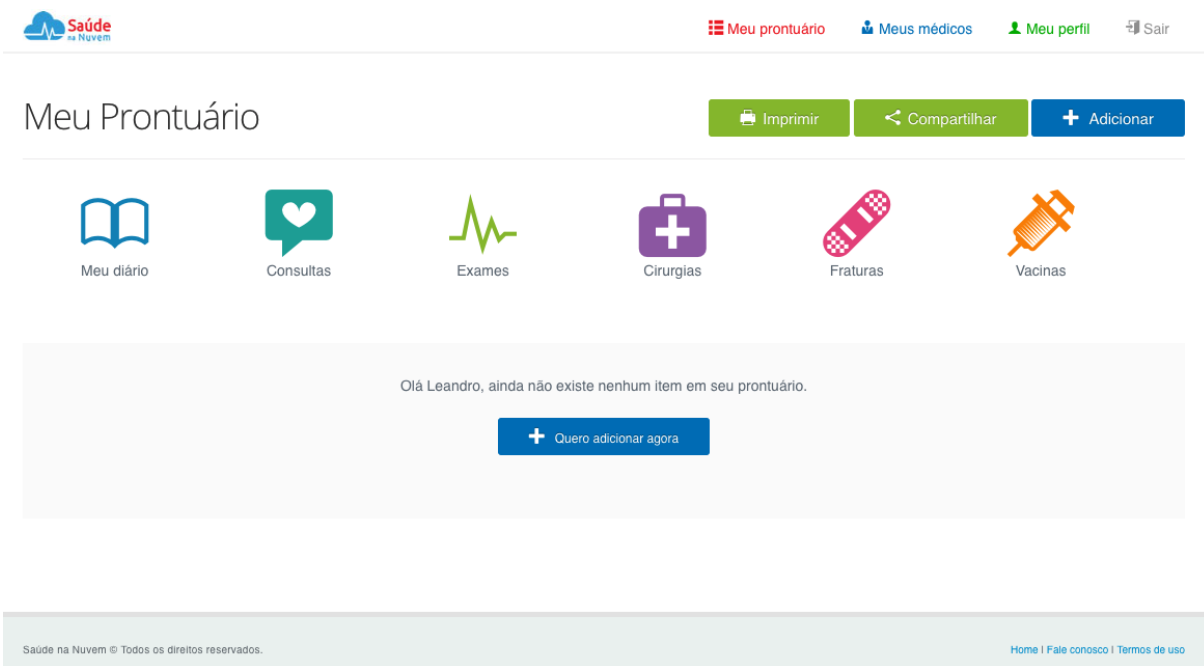 Saúde
na Nuvem
Meu prontuário Meus médicos Meu perfil Sair
Meu Prontuário
Imprimir Compartilhar Adicionar
Meu diário Consultas Exames Cirurgias Fraturas Vacinas
Olá Leandro, ainda não existe nenhum item em seu prontuário.
Quero adicionar agora
Saúde na Nuvem © Todos os direitos reservados. Home | Fale conosco | Termos de uso